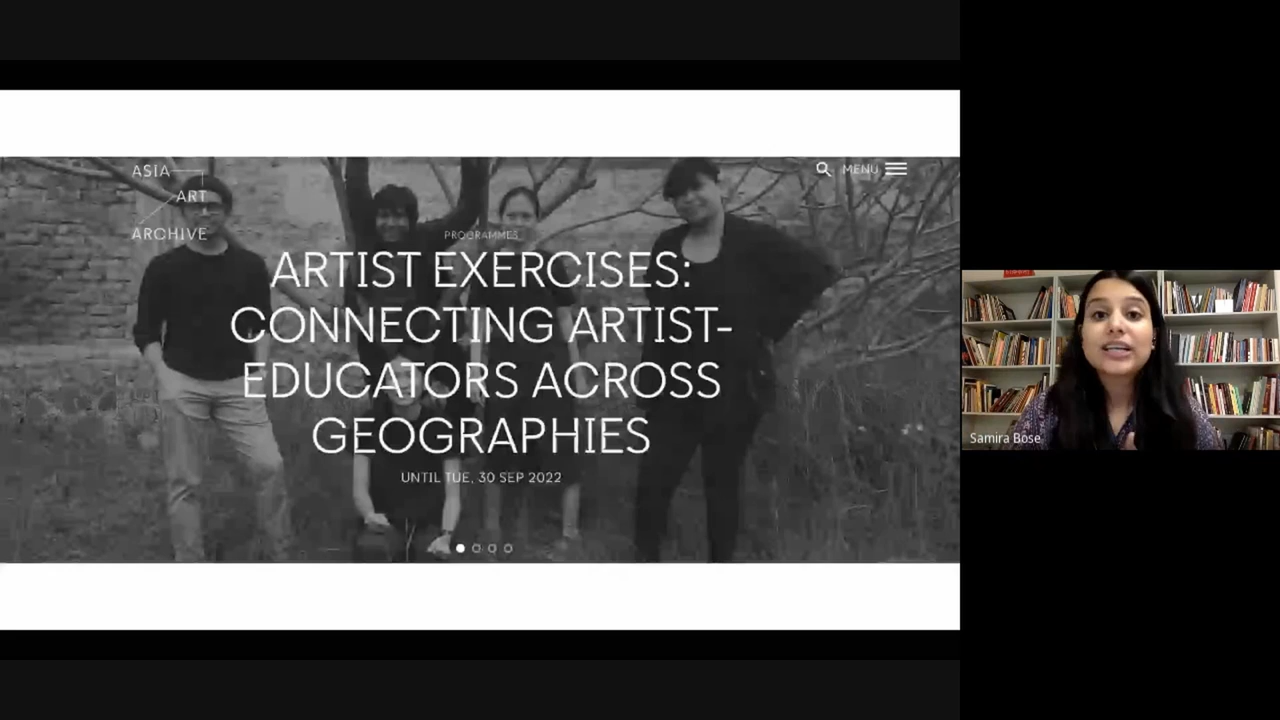 ASIA
ART
ARCHIVE
MENU
PROGRAMMES
ARTIST EXERCISES:
CONNECTING ARTIST-
EDUCATORS ACROSS
GEOGRAPHIES
UNTIL TUE, 30 SEP 2022
Samira Bose